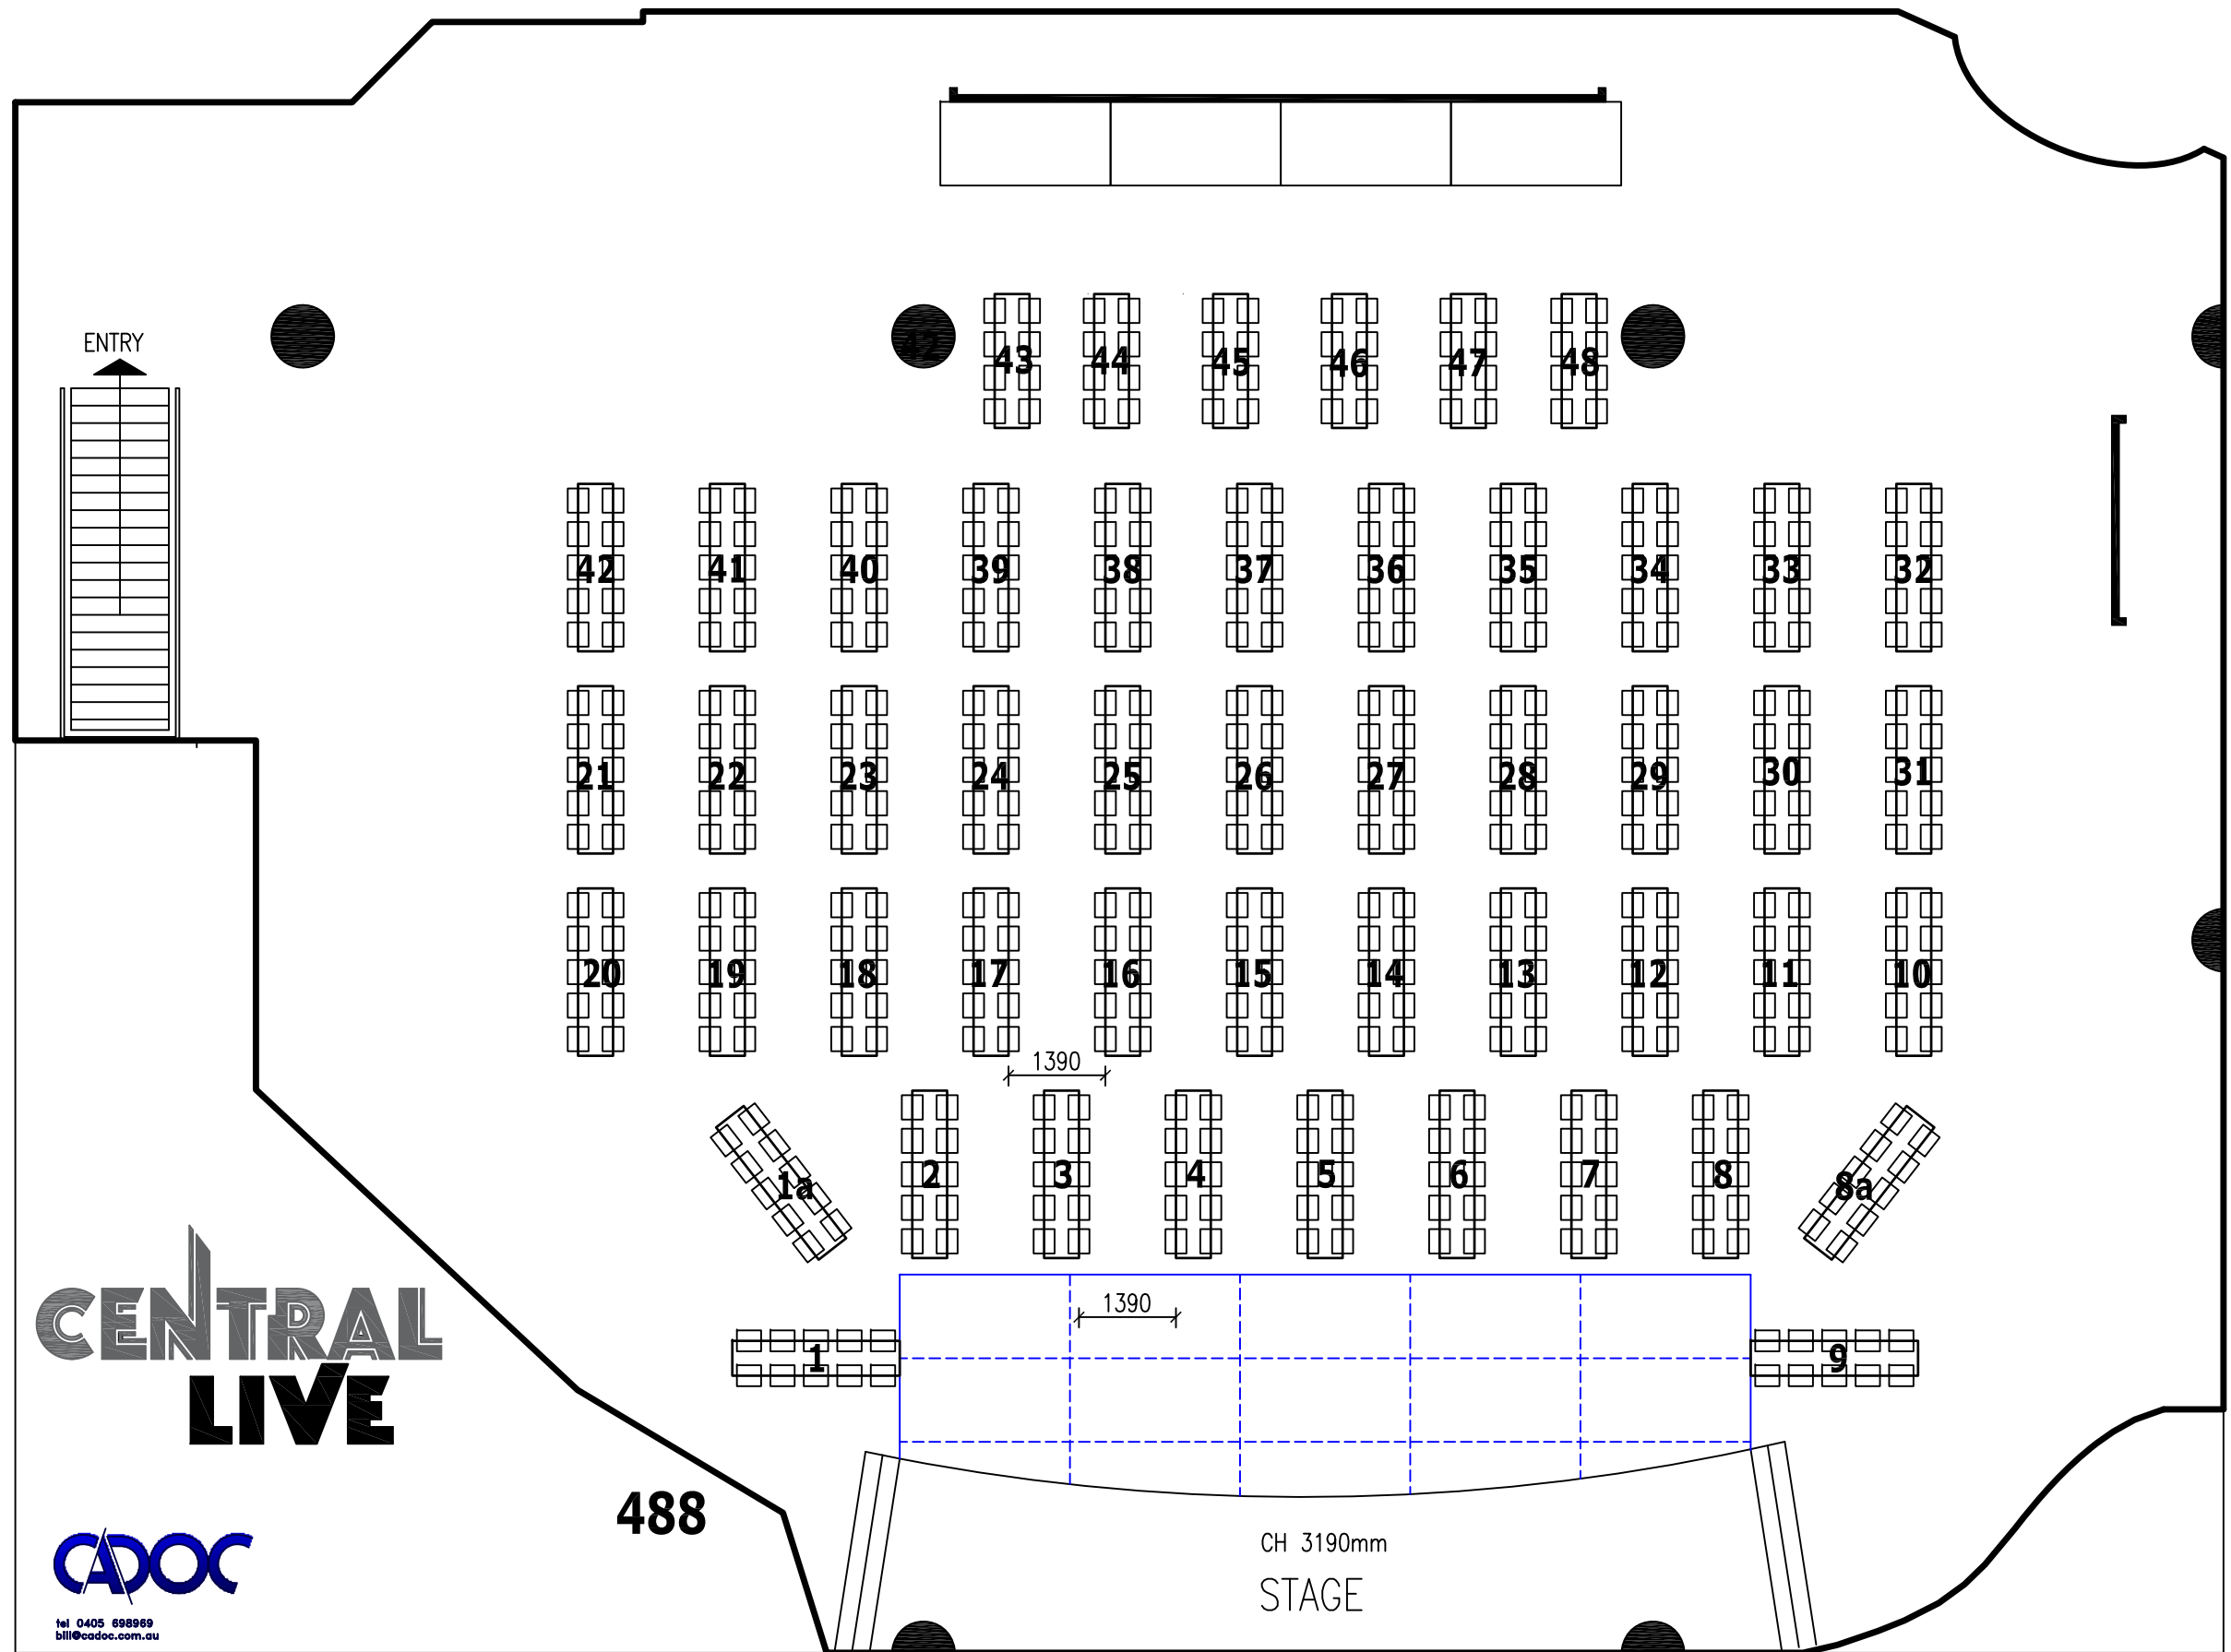 ENTRY
42
43 44 45 46 47 48
42 41 40 39 38 37 36 35 34 33 32
21 22 23 24 25 26 27 28 29 30 31
20 19 18 17 16 15 14 13 12 11 10
1390
1a 2 3 4 5 6 7 8 8a
1390
1 9
CENTRAL
LIVE
488
CH 3190mm
STAGE
CADOC
tel 0405 698969
bill@cadoc.com.au